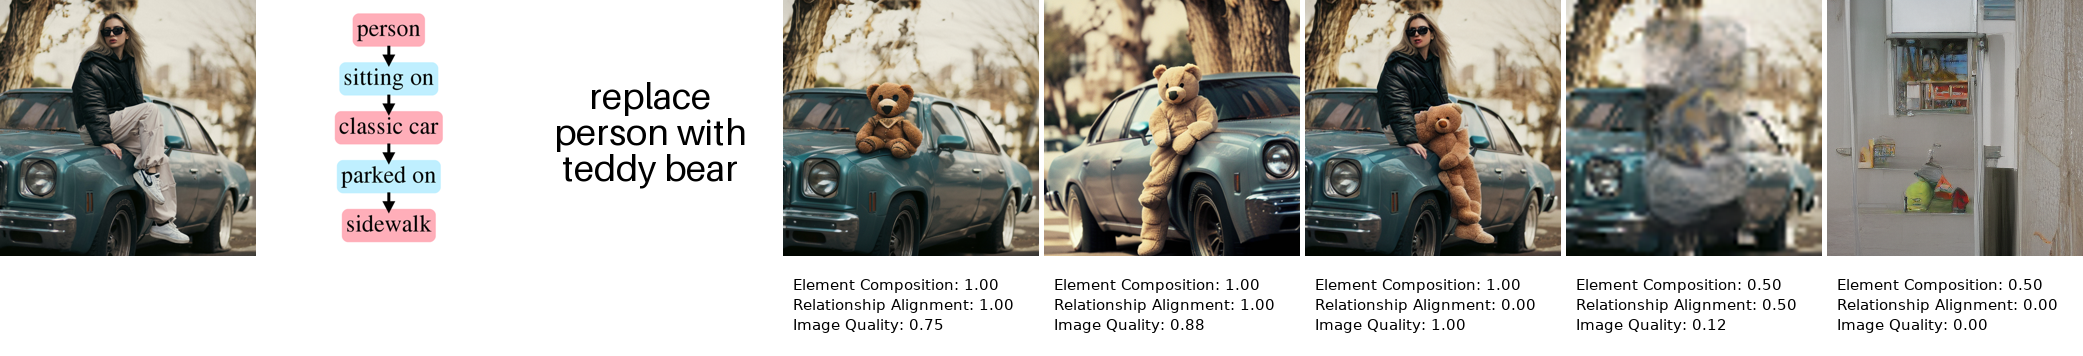 person
sitting on
classic car
parked on
sidewalk
replace
person with
teddy bear
Element Composition: 1.00
Relationship Alignment: 1.00
Image Quality: 0.75
Element Composition: 1.00
Relationship Alignment: 1.00
Image Quality: 0.88
Element Composition: 1.00
Relationship Alignment: 0.00
Image Quality: 1.00
Element Composition: 0.50
Relationship Alignment: 0.50
Image Quality: 0.12
Element Composition: 0.50
Relationship Alignment: 0.00
Image Quality: 0.00